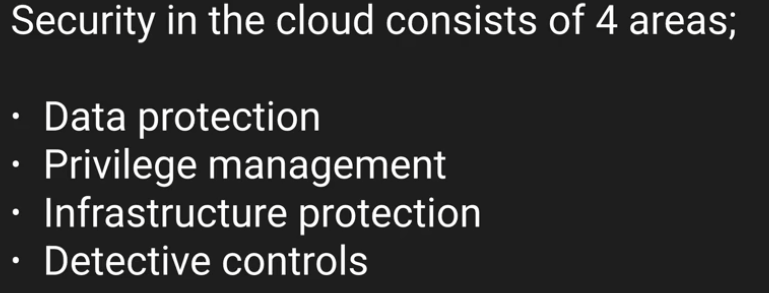 Security in the cloud consists of 4 areas;
· Data protection
· Privilege management
· Infrastructure protection
· Detective controls